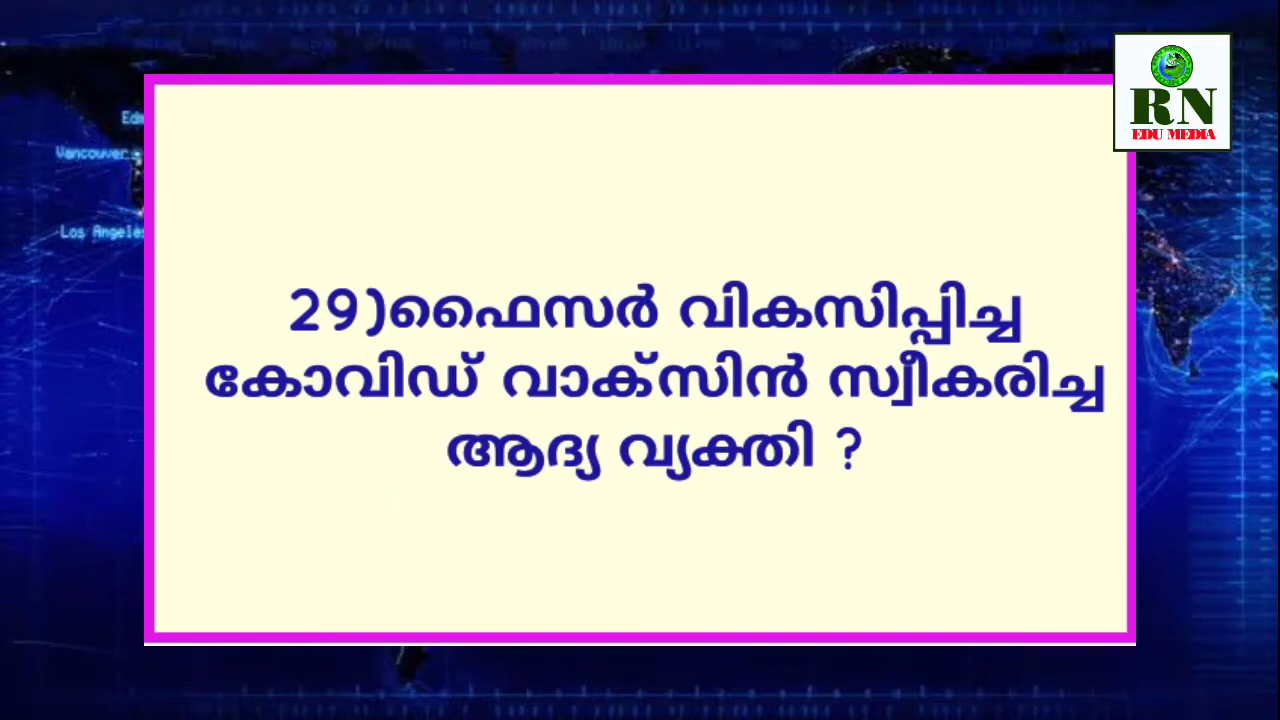 RN
EDU MEDIA
Vancouver
Los Angeles
29)ഫൈസർ വികസിപ്പിച്ച
കോവിഡ് വാക്സിൻ സ്വീകരിച്ച
ആദ്യ വ്യക്തി ?